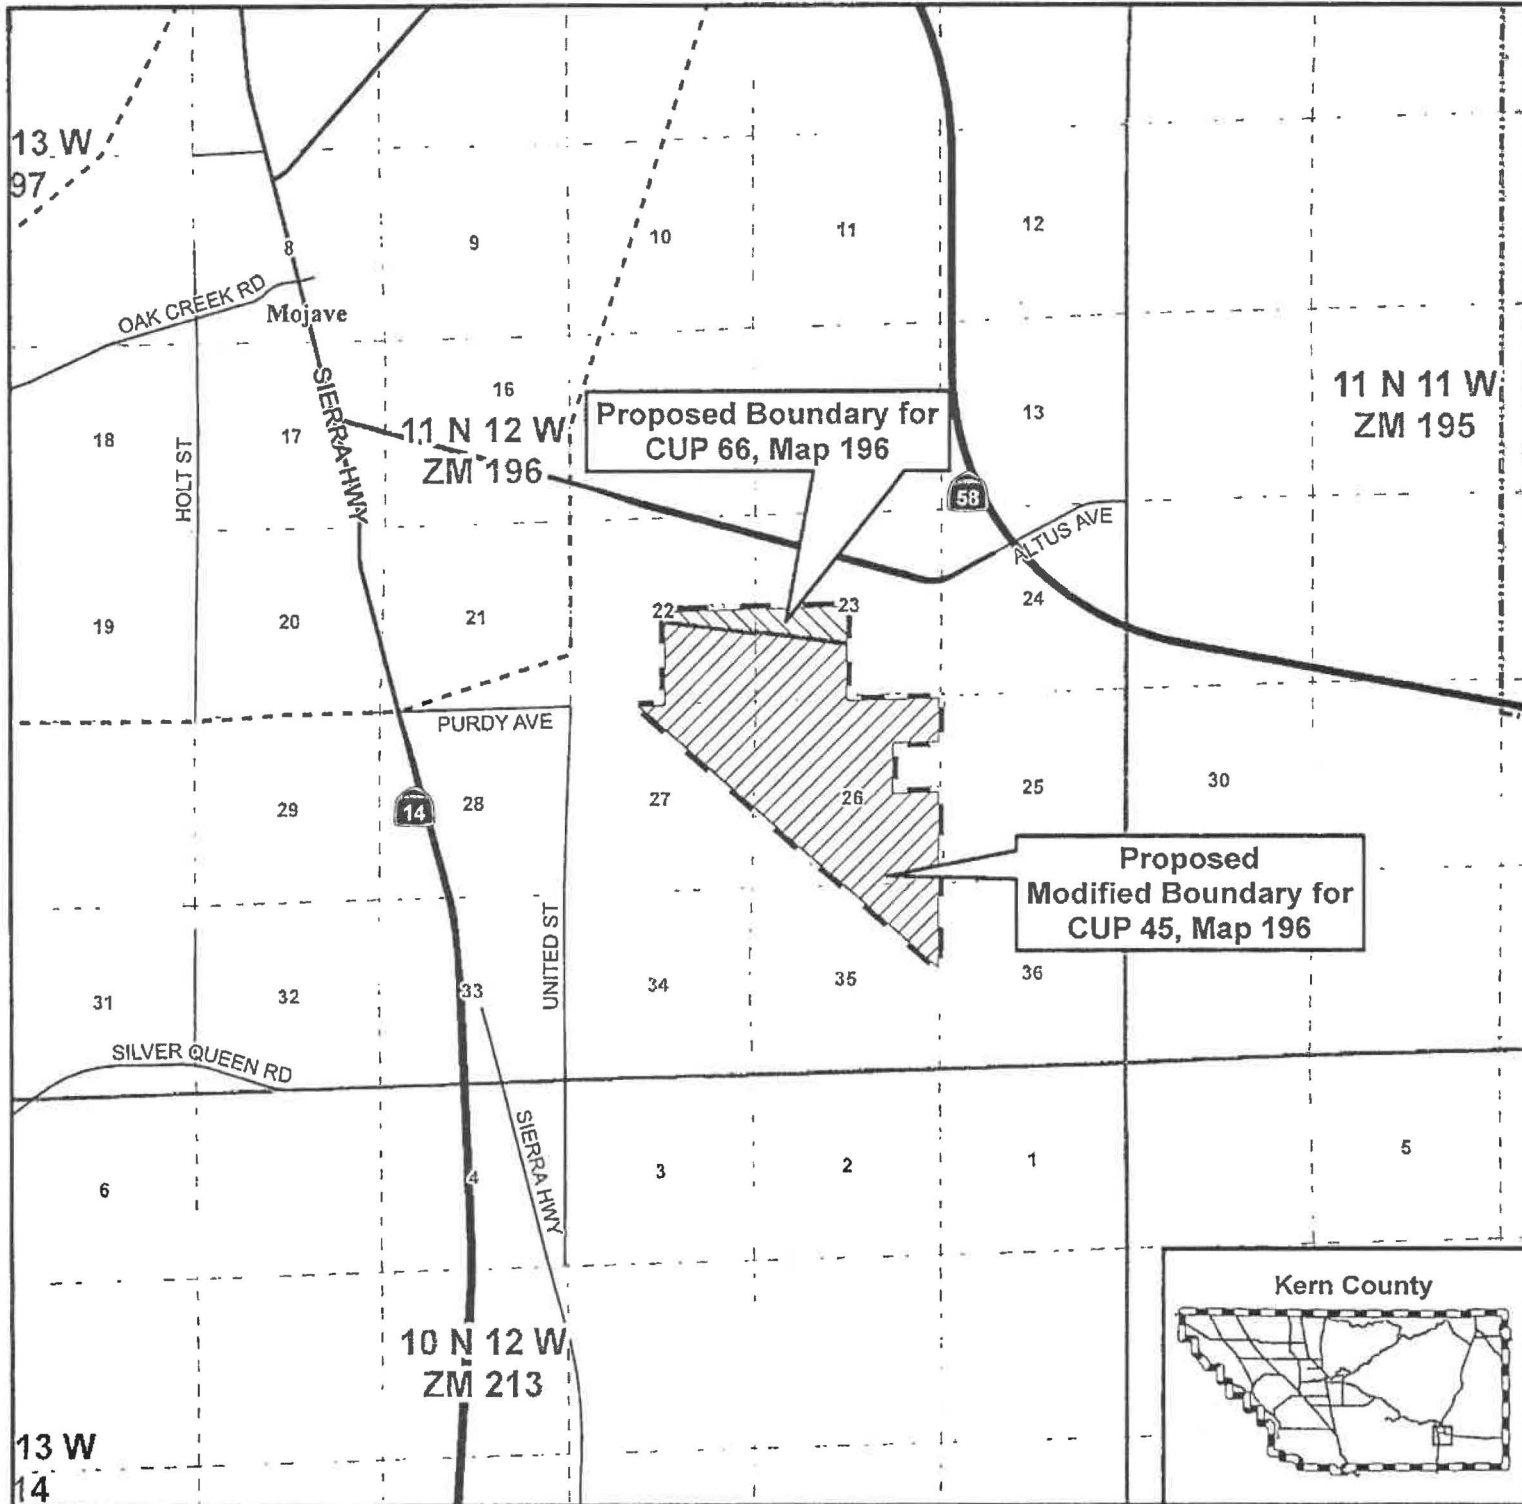 13 W
97
8
9
10
11
12
OAK CREEK RD
Mojave
SIERRA HWY
HOLT ST
18
17
16
11 N 12 W
ZM 196
Proposed Boundary for
CUP 66, Map 196
13
11 N 11 W
ZM 195
58
ALTUS AVE
19
20
21
22
23
24
PURDY AVE
14
29
28
27
26
25
30
Proposed
Modified Boundary for
CUP 45, Map 196
UNITED ST
31
32
33
34
35
36
SILVER QUEEN RD
SIERRA HWY
6
4
3
2
1
5
10 N 12 W
ZM 213
Kern County
13 W
14